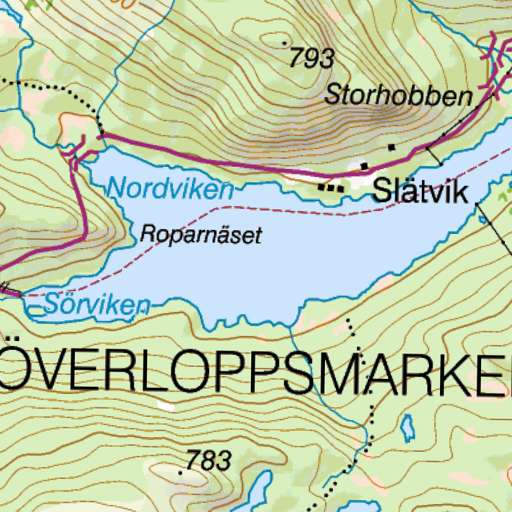 793
Storhobben
Nordviken
Slätvik
Roparnäset
Sörviken
ÖVERLOPPSMARKE
783